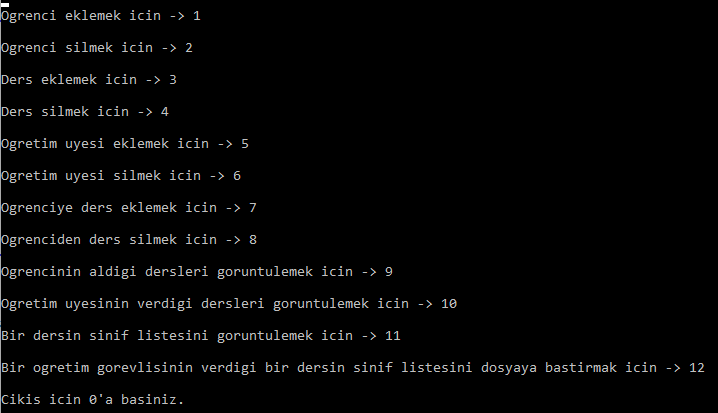 Ogrenci eklemek icin -> 1
Ogrenci silmek icin -> 2
Ders eklemek icin -> 3
Ders silmek icin -> 4
Ogretim uyesi eklemek icin -> 5
Ogretim uyesi silmek icin -> 6
Ogrenciye ders eklemek icin -> 7
Ogrenciden ders silmek icin -> 8
Ogrencinin aldigi dersleri goruntulemek icin -> 9
Ogretim uyesinin verdigi dersleri goruntulemek icin -> 10
Bir dersin sinif listesini goruntulemek icin -> 11
Bir ogretim gorevlisinin verdigi bir dersin sinif listesini dosyaya bastirmak icin -> 12
Cikis icin 0'a basiniz.